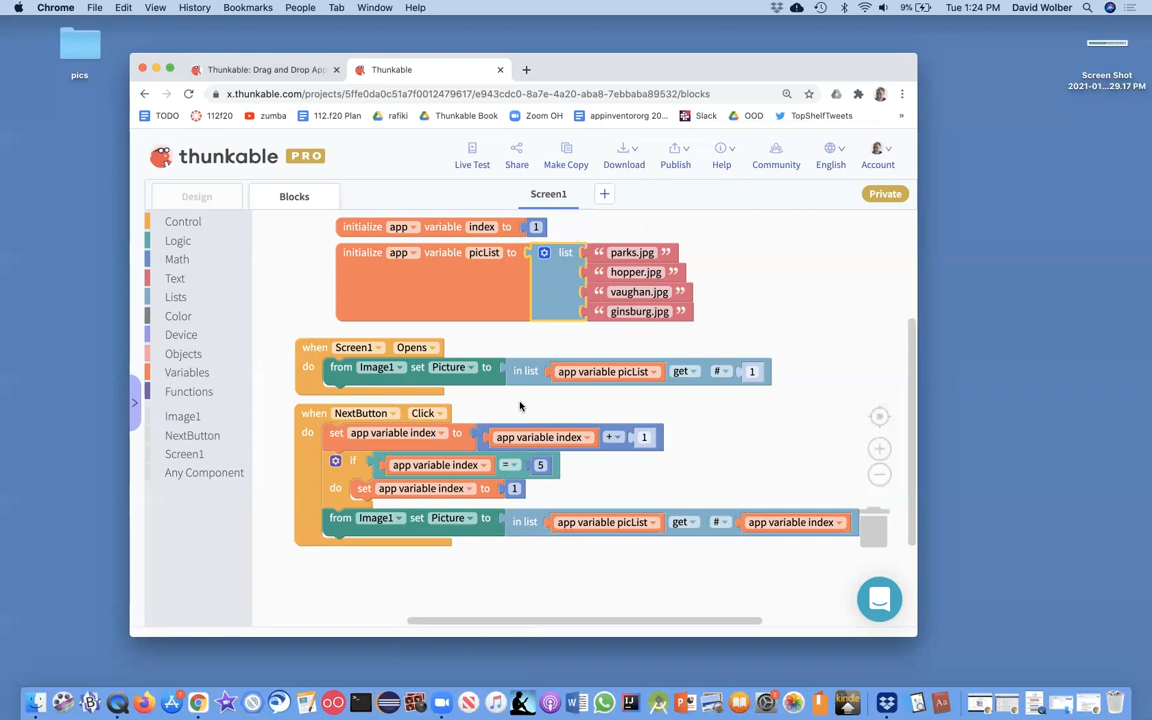 Chrome File Edit View History Bookmarks People Tab Window Help 9% Tue 1:24 PM David Wolber
pics
Screen Shot
2021-01...29.17 PM
Thunkable: Drag and Drop App
Thunkable
x.thunkable.com/projects/5ffe0da0c51a7f0012479617/e943cdc0-8a7e-4a20-aba8-7ebbaba89532/blocks
TODO 112f20 zumba 112.f20 Plan rafiki Thunkable Book Zoom OH appinventororg 20... Slack OOD TopShelfTweets »
thunkable PRO
Live Test Share Make Copy Download Publish Help Community English Account
Design Blocks Screen1 + Private
Control
Logic
Math
Text
Lists
Color
Device
Objects
Variables
Functions
Image1
NextButton
Screen1
Any Component
initialize app variable index to 1
initialize app variable picList to list “ parks.jpg ”
“ hopper.jpg ”
“ vaughan.jpg ”
“ ginsburg.jpg ”
when Screen1 Opens
do from Image1 set Picture to in list app variable picList get # 1
when NextButton Click
do set app variable index to app variable index + 1
if app variable index = 5
do set app variable index to 1
from Image1 set Picture to in list app variable picList get # app variable index